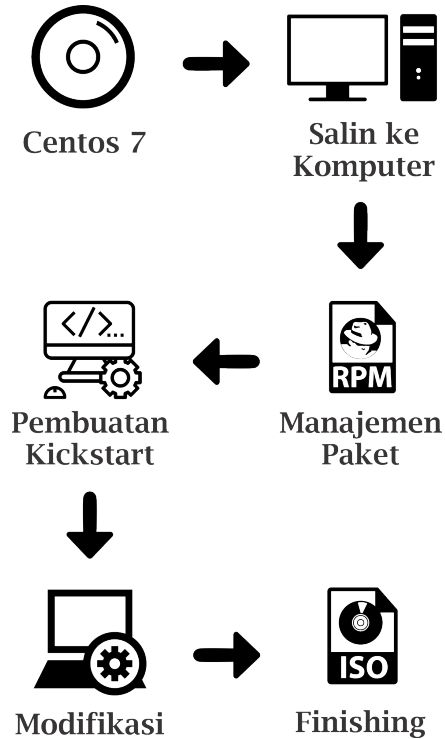 Centos 7
Salin ke
Komputer
RPM
Manajemen
Paket
</>...
Pembuatan
Kickstart
Modifikasi
ISO
Finishing